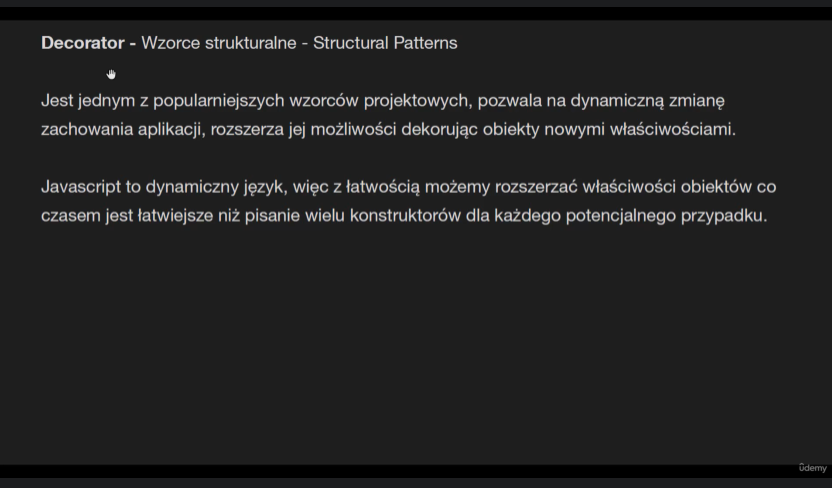 Decorator - Wzorce strukturalne - Structural Patterns
Jest jednym z popularniejszych wzorców projektowych, pozwala na dynamiczną zmianę
zachowania aplikacji, rozszerza jej możliwości dekorując obiekty nowymi właściwościami.
Javascript to dynamiczny język, więc z łatwością możemy rozszerzać właściwości obiektów co
czasem jest łatwiejsze niż pisanie wielu konstruktorów dla każdego potencjalnego przypadku.
ûdemy